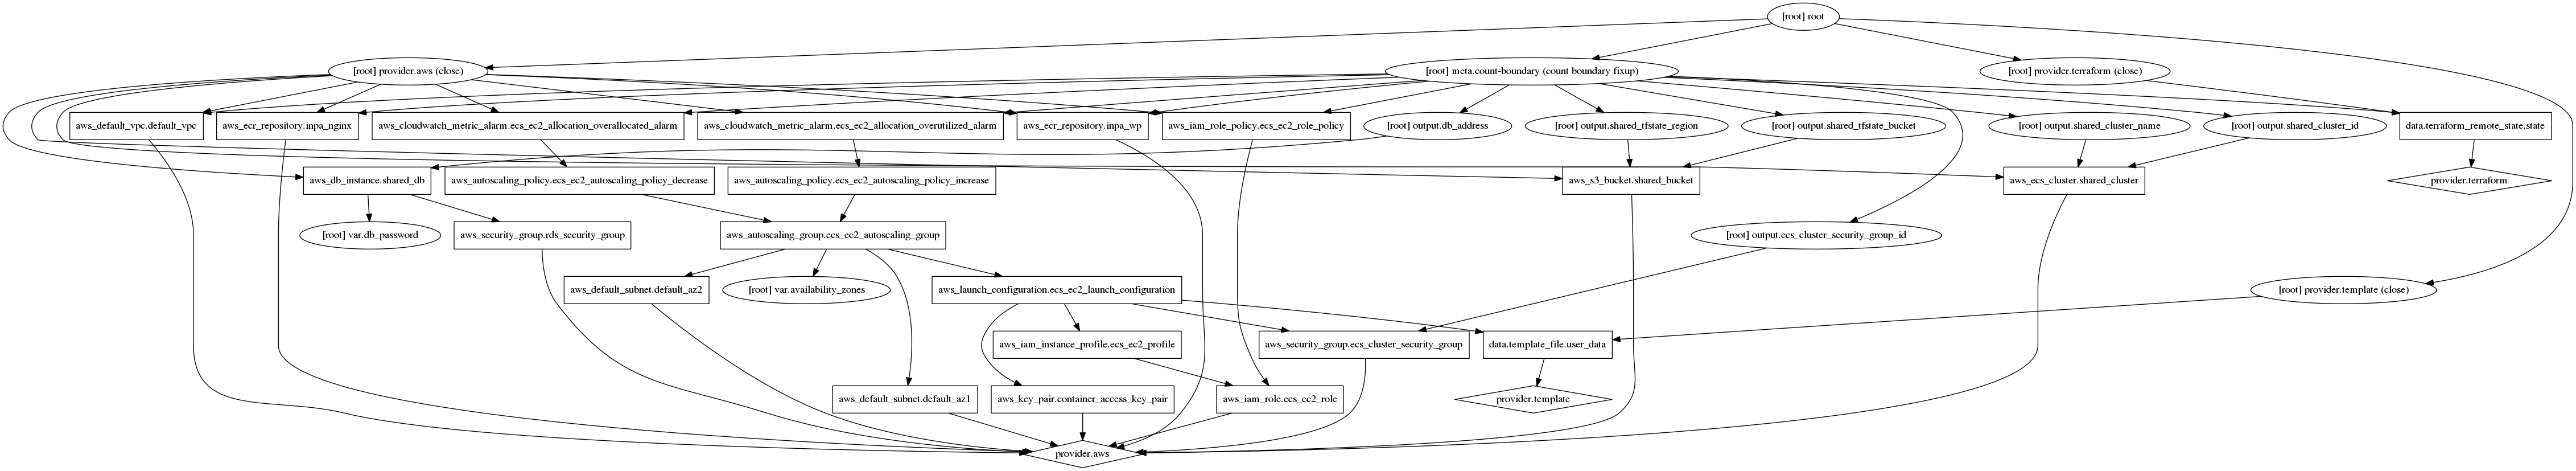 [root] root
[root] provider.aws (close)
[root] meta.count-boundary (count boundary fixup)
[root] provider.terraform (close)
aws_default_vpc.default_vpc
aws_ecr_repository.inpa_nginx
aws_cloudwatch_metric_alarm.ecs_ec2_allocation_overallocated_alarm
aws_cloudwatch_metric_alarm.ecs_ec2_allocation_overutilized_alarm
aws_ecr_repository.inpa_wp
aws_iam_role_policy.ecs_ec2_role_policy
[root] output.db_address
[root] output.shared_tfstate_region
[root] output.shared_tfstate_bucket
[root] output.shared_cluster_name
[root] output.shared_cluster_id
data.terraform_remote_state.state
aws_db_instance.shared_db
aws_autoscaling_policy.ecs_ec2_autoscaling_policy_decrease
aws_autoscaling_policy.ecs_ec2_autoscaling_policy_increase
aws_s3_bucket.shared_bucket
aws_ecs_cluster.shared_cluster
provider.terraform
[root] var.db_password
aws_security_group.rds_security_group
aws_autoscaling_group.ecs_ec2_autoscaling_group
[root] output.ecs_cluster_security_group_id
aws_default_subnet.default_az2
[root] var.availability_zones
aws_launch_configuration.ecs_ec2_launch_configuration
[root] provider.template (close)
aws_iam_instance_profile.ecs_ec2_profile
aws_security_group.ecs_cluster_security_group
data.template_file.user_data
aws_default_subnet.default_az1
aws_key_pair.container_access_key_pair
aws_iam_role.ecs_ec2_role
provider.template
provider.aws